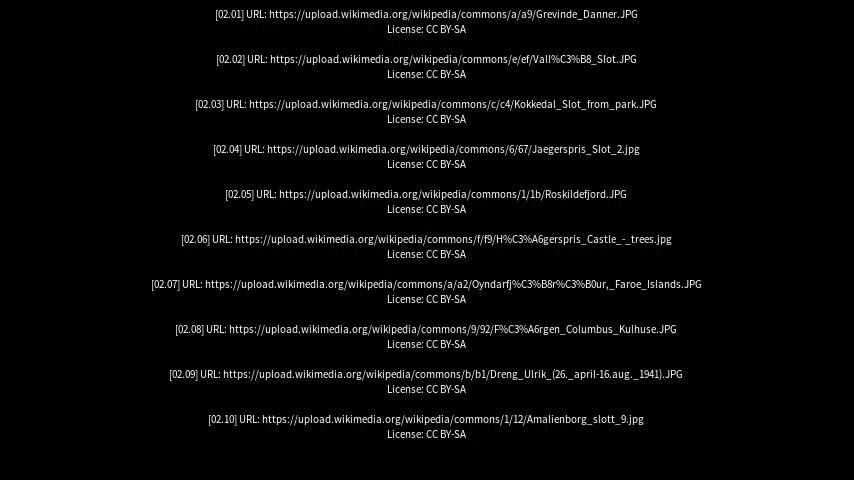 [02.01] URL: https://upload.wikimedia.org/wikipedia/commons/a/a9/Grevinde_Danner.JPG
License: CC BY-SA
[02.02] URL: https://upload.wikimedia.org/wikipedia/commons/e/ef/Vall%C3%B8_Slot.JPG
License: CC BY-SA
[02.03] URL: https://upload.wikimedia.org/wikipedia/commons/c/c4/Kokkedal_Slot_from_park.JPG
License: CC BY-SA
[02.04] URL: https://upload.wikimedia.org/wikipedia/commons/6/67/Jaegerspris_Slot_2.jpg
License: CC BY-SA
[02.05] URL: https://upload.wikimedia.org/wikipedia/commons/1/1b/Roskildefjord.JPG
License: CC BY-SA
[02.06] URL: https://upload.wikimedia.org/wikipedia/commons/f/f9/H%C3%A6gerspris_Castle_-_trees.jpg
License: CC BY-SA
[02.07] URL: https://upload.wikimedia.org/wikipedia/commons/a/a2/Oyndarfj%C3%B8r%C3%B0ur,_Faroe_Islands.JPG
License: CC BY-SA
[02.08] URL: https://upload.wikimedia.org/wikipedia/commons/9/92/F%C3%A6rgen_Columbus_Kulhuse.JPG
License: CC BY-SA
[02.09] URL: https://upload.wikimedia.org/wikipedia/commons/b/b1/Dreng_Ulrik_(26._april-16.aug._1941).JPG
License: CC BY-SA
[02.10] URL: https://upload.wikimedia.org/wikipedia/commons/1/12/Amalienborg_slott_9.jpg
License: CC BY-SA